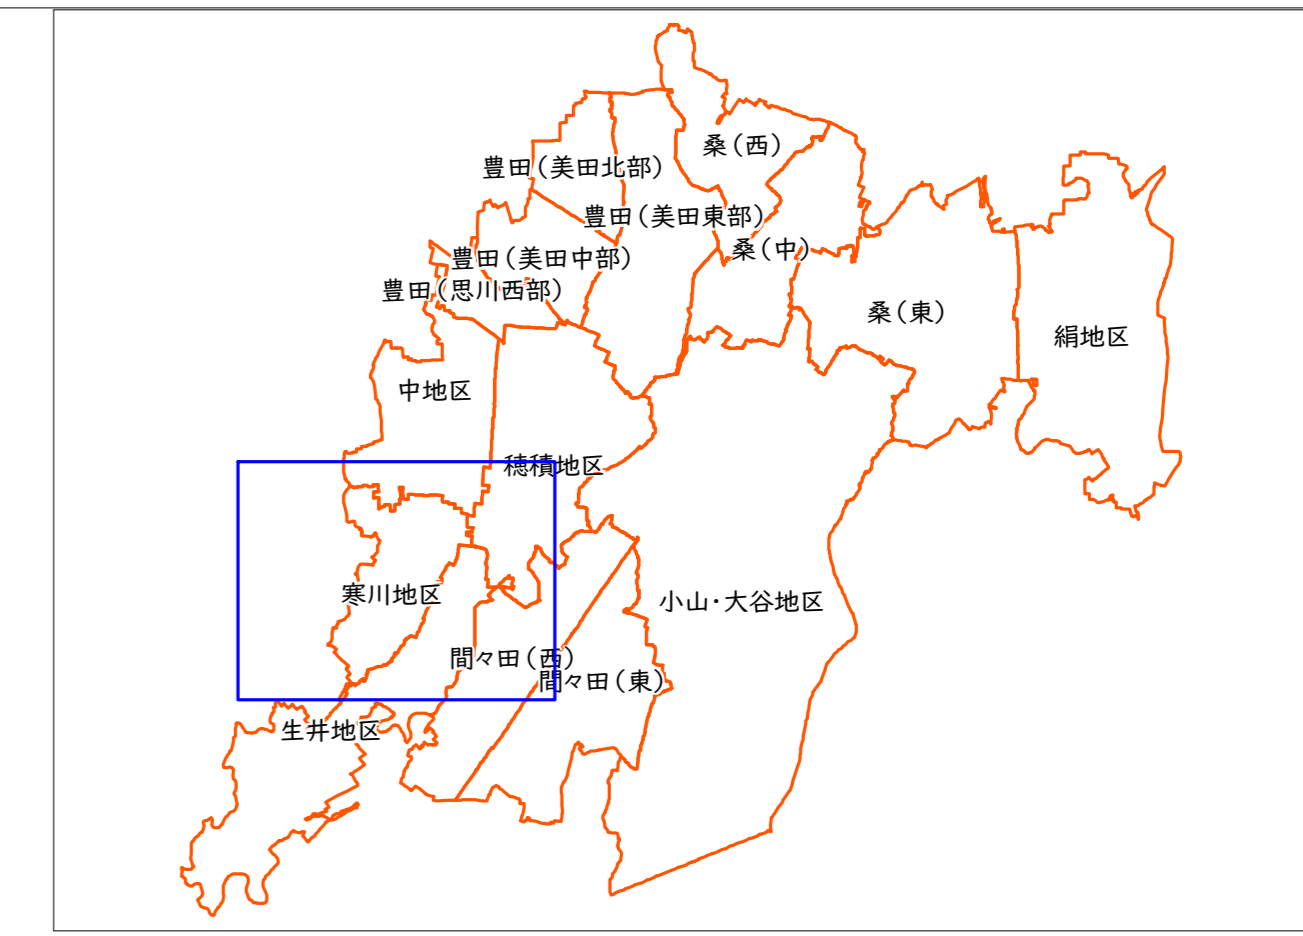 桑（西）
豊田（美田北部）
豊田（美田東部）
桑（中）
豊田（美田中部）
豊田（思川西部）
桑（東）
絹地区
中地区
穂積地区
寒川地区
小山・大谷地区
間々田（西）
間々田（東）
生井地区